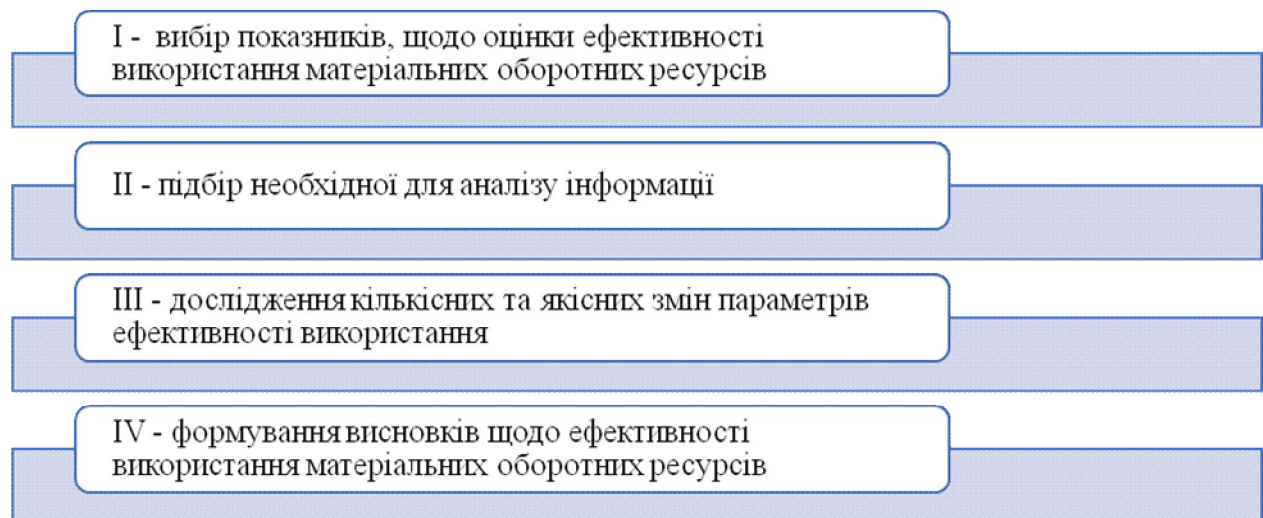 I - вибір показників, щодо оцінки ефективності
використання матеріальних оборотних ресурсів
II - підбір необхідної для аналізу інформації
III - дослідження кількісних та якісних змін параметрів
ефективності використання
IV - формування висновків щодо ефективності
використання матеріальних оборотних ресурсів